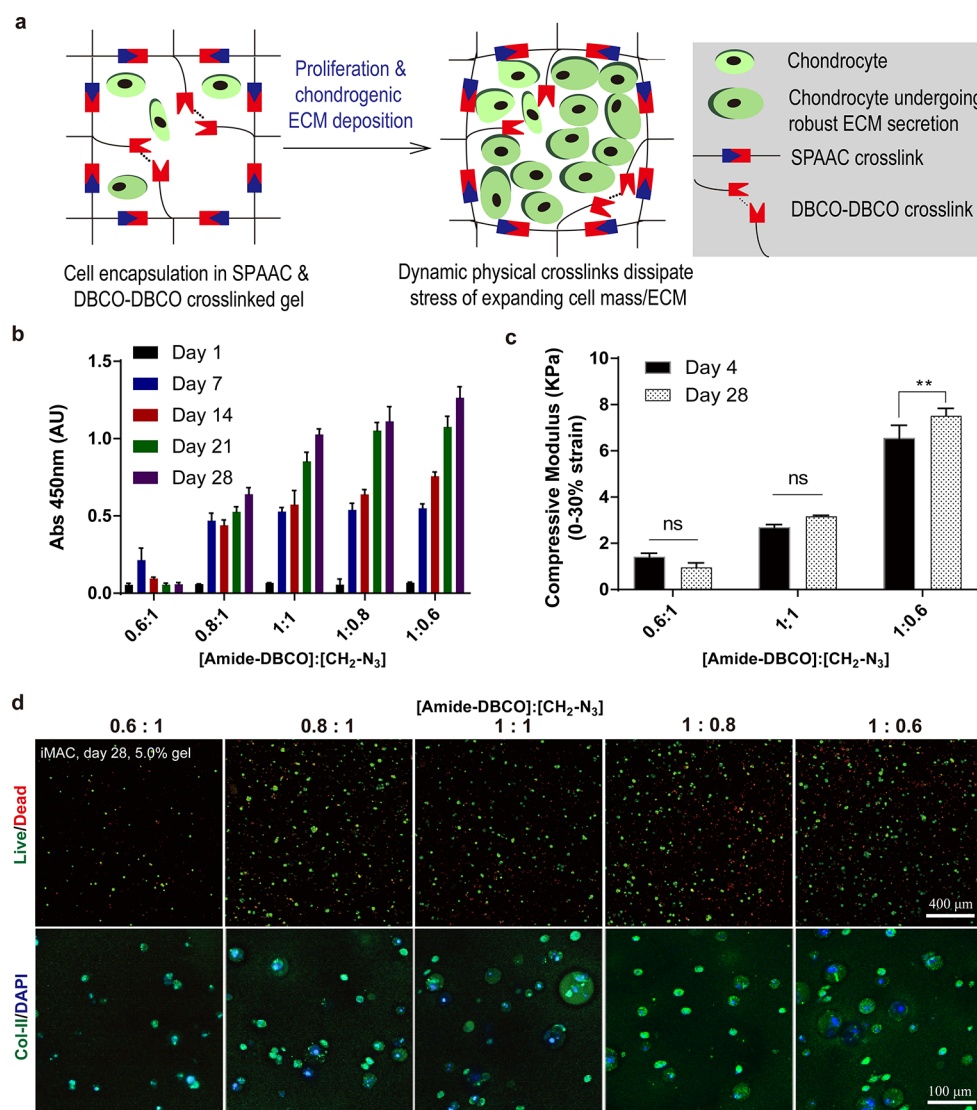 a
Proliferation &
chondrogenic
ECM deposition
Cell encapsulation in SPAAC &
DBCO-DBCO crosslinked gel
Dynamic physical crosslinks dissipate
stress of expanding cell mass/ECM
Chondrocyte
Chondrocyte undergoing
robust ECM secretion
SPAAC crosslink
DBCO-DBCO crosslink
b
Day 1
Day 7
Day 14
Day 21
Day 28
Abs 450nm (AU)
1.5
1.0
0.5
0.0
0.6:1
0.8:1
1:1
1:0.8
1:0.6
[Amide-DBCO]:[CH₂-N₃]
c
Day 4
Day 28
Compressive Modulus (KPa)
(0-30% strain)
10
8
6
4
2
0
ns
ns
**
0.6:1
1:1
1:0.6
[Amide-DBCO]:[CH₂-N₃]
d
[Amide-DBCO]:[CH₂-N₃]
0.6 : 1
0.8 : 1
1 : 1
1 : 0.8
1 : 0.6
iMAC, day 28, 5.0% gel
Live/Dead
400 μm
Col-II/DAPI
100 μm